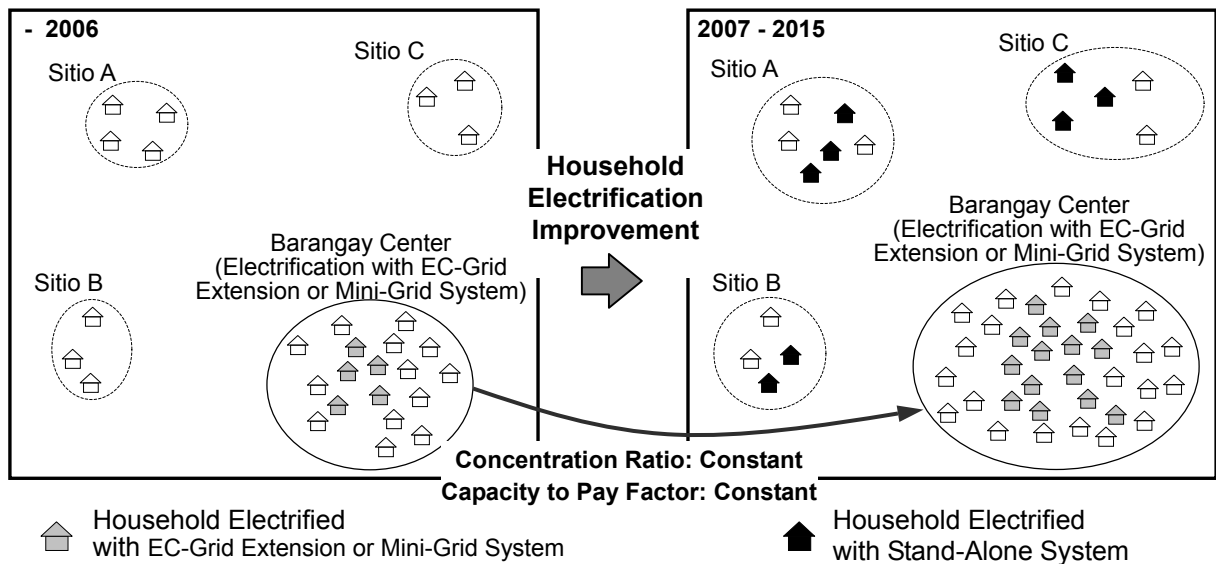 - 2006
Sitio A
Sitio C
Sitio B
Barangay Center
(Electrification with EC-Grid
Extension or Mini-Grid System)
Household
Electrification
Improvement
2007 - 2015
Sitio A
Sitio C
Sitio B
Barangay Center
(Electrification with EC-Grid
Extension or Mini-Grid System)
Concentration Ratio: Constant
Capacity to Pay Factor: Constant
Household Electrified
with EC-Grid Extension or Mini-Grid System
Household Electrified
with Stand-Alone System